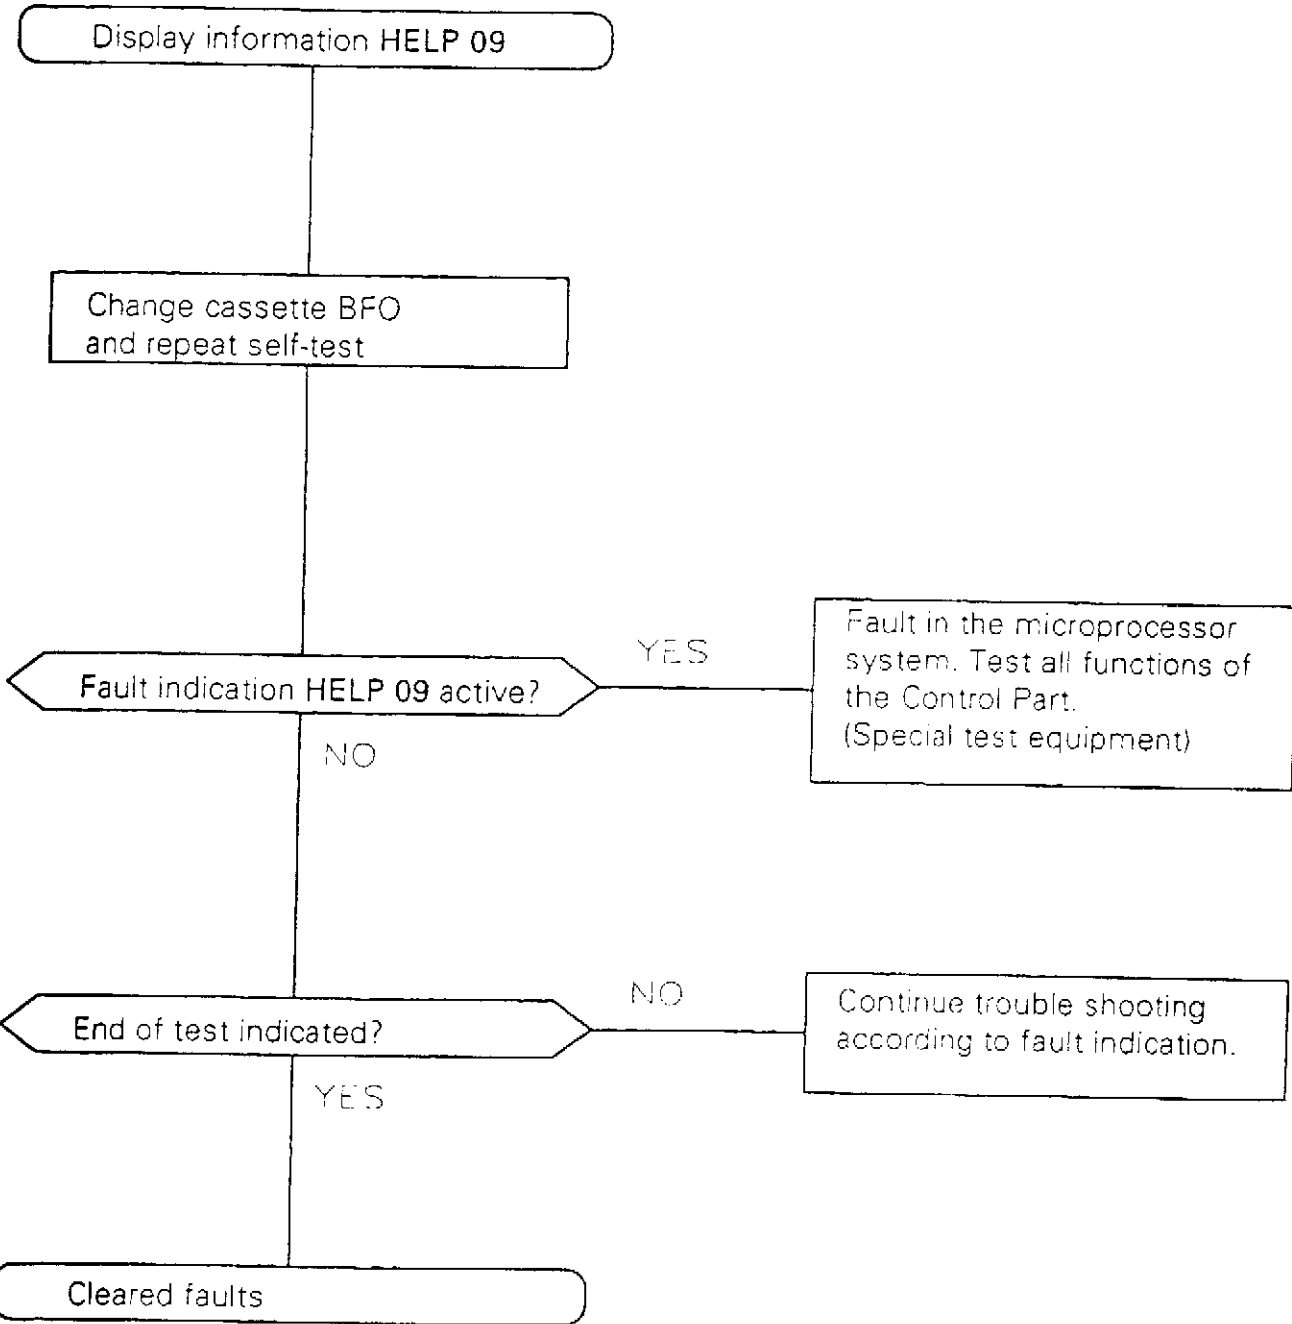 Display information HELP 09
Change cassette BFO
and repeat self-test
Fault indication HELP 09 active?
YES
Fault in the microprocessor
system. Test all functions of
the Control Part.
(Special test equipment)
NO
End of test indicated?
NO
Continue trouble shooting
according to fault indication.
YES
Cleared faults